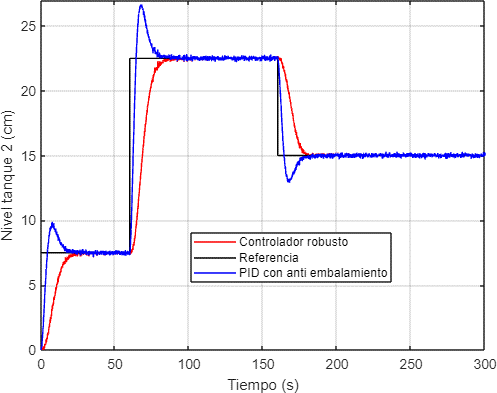 25
20
15
10
5
0
Nivel tanque 2 (cm)
Controlador robusto
Referencia
PID con anti embalamiento
0
50
100
150
200
250
300
Tiempo (s)